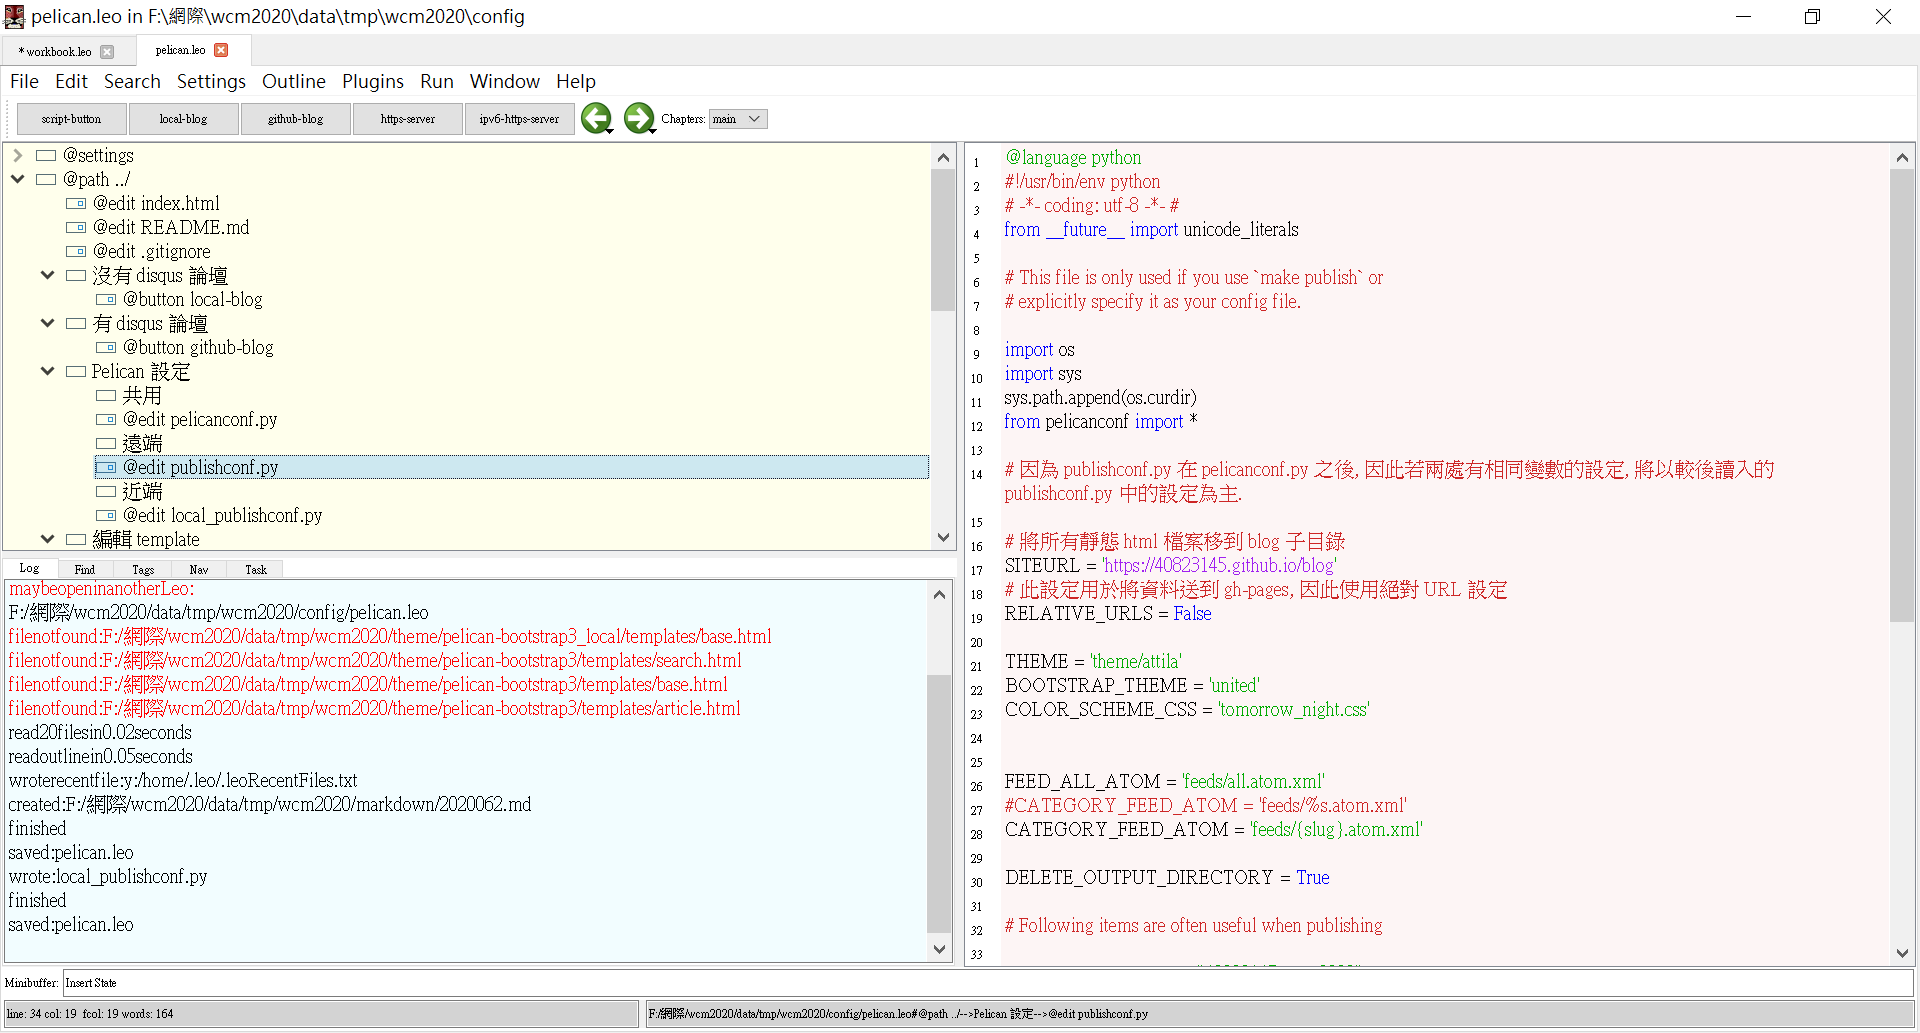 pelican.leo in F:\網際\wcm2020\data\tmp\wcm2020\config
* workbook.leo
pelican.leo
File Edit Search Settings Outline Plugins Run Window Help
script-button local-blog github-blog https-server ipv6-https-server Chapters: main
@settings
@path ../
@edit index.html
@edit README.md
@edit .gitignore
沒有 disqus 論壇
@button local-blog
有 disqus 論壇
@button github-blog
Pelican 設定
共用
@edit pelicanconf.py
遠端
@edit publishconf.py
近端
@edit local_publishconf.py
編輯 template
Log Find Tags Nav Task
maybeopeninanotherLeo:
F:/網際/wcm2020/data/tmp/wcm2020/config/pelican.leo
filenotfound:F:/網際/wcm2020/data/tmp/wcm2020/theme/pelican-bootstrap3_local/templates/base.html
filenotfound:F:/網際/wcm2020/data/tmp/wcm2020/theme/pelican-bootstrap3/templates/search.html
filenotfound:F:/網際/wcm2020/data/tmp/wcm2020/theme/pelican-bootstrap3/templates/base.html
filenotfound:F:/網際/wcm2020/data/tmp/wcm2020/theme/pelican-bootstrap3/templates/article.html
read20filesin0.02seconds
readoutlinein0.05seconds
wroterecentfile:y:/home/.leo/.leoRecentFiles.txt
created:F:/網際/wcm2020/data/tmp/wcm2020/markdown/2020062.md
finished
saved:pelican.leo
wrote:local_publishconf.py
finished
saved:pelican.leo
1 @language python
2 #!/usr/bin/env python
3 # -*- coding: utf-8 -*- #
4 from __future__ import unicode_literals
5
6 # This file is only used if you use `make publish` or
7 # explicitly specify it as your config file.
8
9 import os
10 import sys
11 sys.path.append(os.curdir)
12 from pelicanconf import *
13
14 # 因為 publishconf.py 在 pelicanconf.py 之後, 因此若兩處有相同變數的設定, 將以較後讀入的
publishconf.py 中的設定為主.
15
16 # 將所有靜態 html 檔案移到 blog 子目錄
17 SITEURL = 'https://40823145.github.io/blog'
18 # 此設定用於將資料送到 gh-pages, 因此使用絕對 URL 設定
19 RELATIVE_URLS = False
20
21 THEME = 'theme/attila'
22 BOOTSTRAP_THEME = 'united'
23 COLOR_SCHEME_CSS = 'tomorrow_night.css'
24
25
26 FEED_ALL_ATOM = 'feeds/all.atom.xml'
27 #CATEGORY_FEED_ATOM = 'feeds/%s.atom.xml'
28 CATEGORY_FEED_ATOM = 'feeds/{slug}.atom.xml'
29
30 DELETE_OUTPUT_DIRECTORY = True
31
32 # Following items are often useful when publishing
33
Minibuffer: Insert State
line: 34 col: 19 fcol: 19 words: 164
F:/網際/wcm2020/data/tmp/wcm2020/config/pelican.leo#@path ../-->Pelican 設定-->@edit publishconf.py